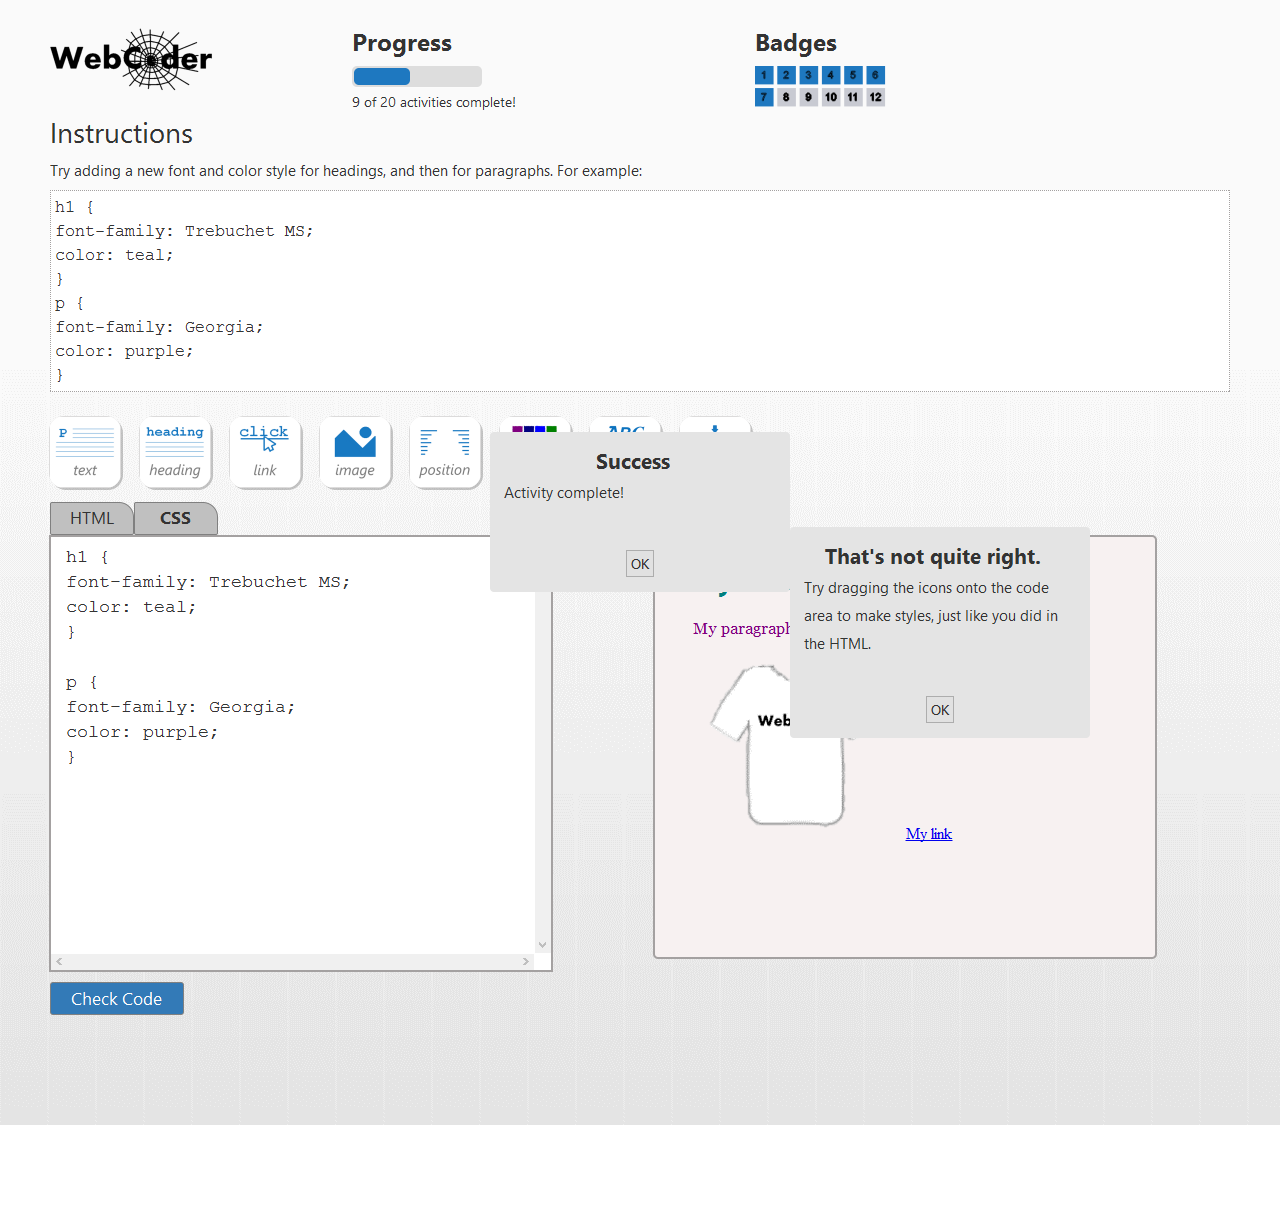 WebCoder
Progress
9 of 20 activities complete!
Badges
1 2 3 4 5 6
7 8 9 10 11 12
Instructions
Try adding a new font and color style for headings, and then for paragraphs. For example:
h1 {
font-family: Trebuchet MS;
color: teal;
}
p {
font-family: Georgia;
color: purple;
}
P
text
heading
heading
click
link
image
position
ABC
HTML
CSS
h1 {
font-family: Trebuchet MS;
color: teal;
}
p {
font-family: Georgia;
color: purple;
}
Success
Activity complete!
OK
That's not quite right.
Try dragging the icons onto the code
area to make styles, just like you did in
the HTML.
OK
My paragraph
Web
My link
Check Code